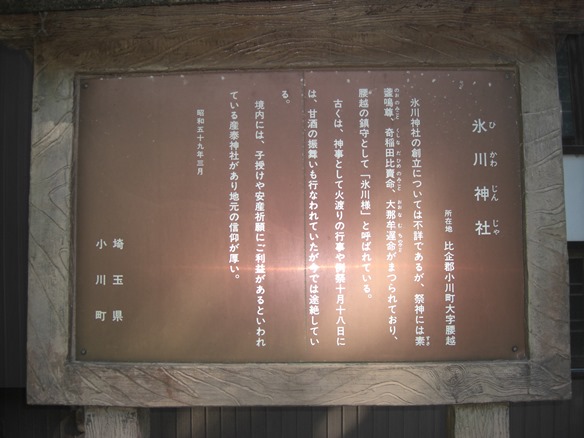 氷川神社
ひかわじんじゃ
所在地 比企郡小川町大字腰越
氷川神社の創立については不詳であるが、祭神には素
盞嗚尊、奇稲田比賣命、大那牟遅命がまつられており、
腰越の鎮守として「氷川様」と呼ばれている。
古くは、神事として火渡りの行事や例祭十月十八日に
は、甘酒の振舞いも行なわれていたが今では途絶してい
る。
境内には、子授けや安産祈願にご利益があるといわれ
ている産泰神社があり地元の信仰が厚い。
昭和五十九年三月
埼玉県
小川町